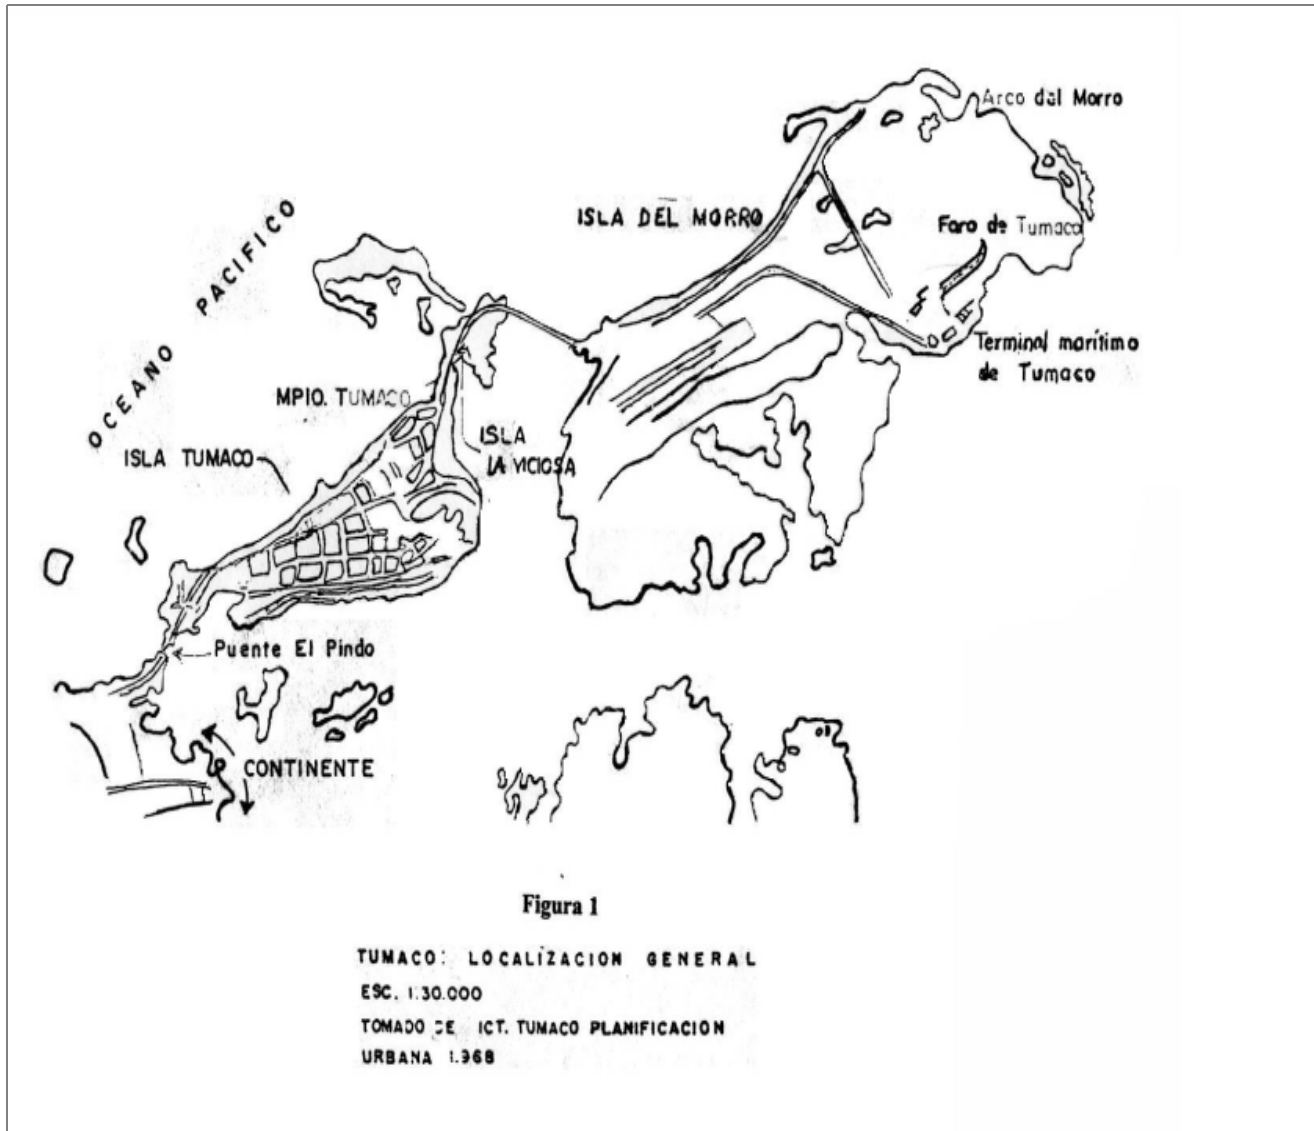 Arco dal Morro
ISLA DEL MORRO
Faro de Tumaco
OCEANO PACIFICO
Terminal marítimo
de Tumaco
MPIO. TUMACO
ISLA
LA VICIOSA
ISLA TUMACO
Puente El Pindo
CONTINENTE
Figura 1
TUMACO: LOCALIZACION GENERAL
ESC. 1:30.000
TOMADO DE ICT. TUMACO PLANIFICACION
URBANA 1.968